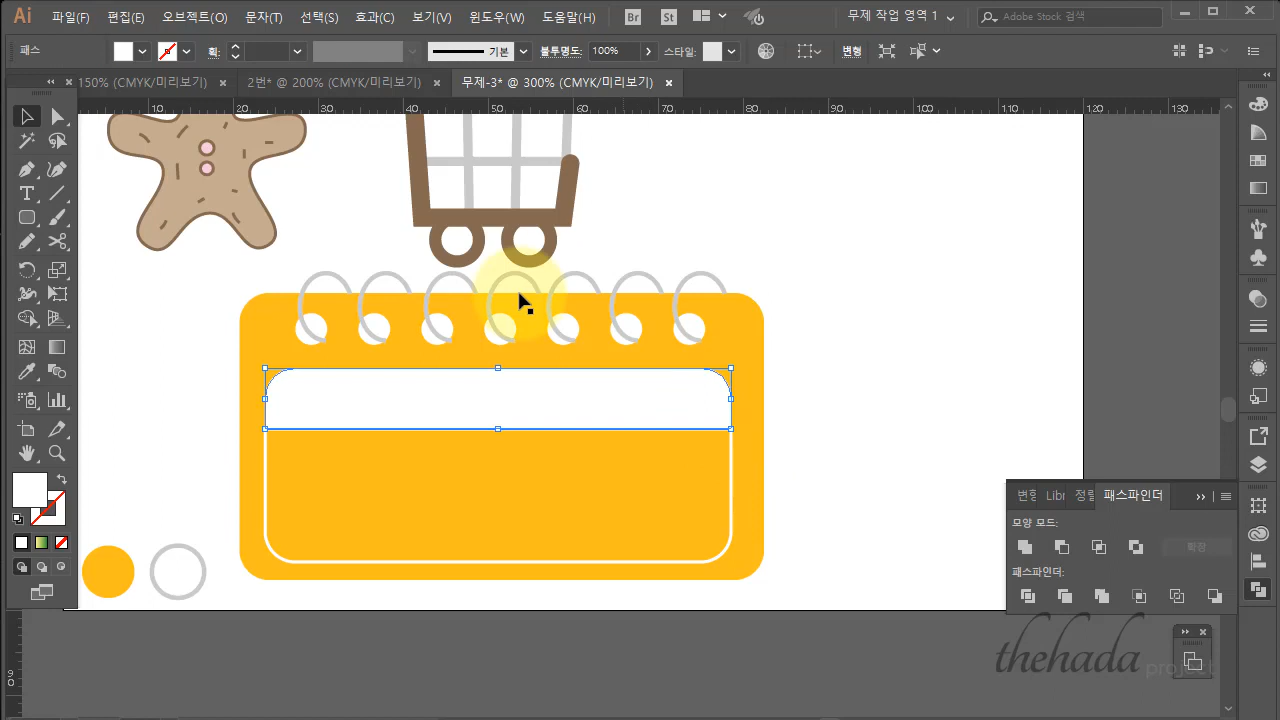 Ai 파일(F) 편집(E) 오브젝트(O) 문자(T) 선택(S) 효과(C) 보기(V) 윈도우(W) 도움말(H) Br St 무제 작업 영역 1 Adobe Stock 검색
패스 획: 기본 불투명도: 100% 스타일: 변형
150% (CMYK/미리보기) × 2번* @ 200% (CMYK/미리보기) × 무제-3* @ 300% (CMYK/미리보기) ×
10 20 30 40 50 60 70 80 90 100 110 120 130
변형 Libr 정렬 패스파인더
모양 모드:
확장
패스파인더:
thehada
project
90